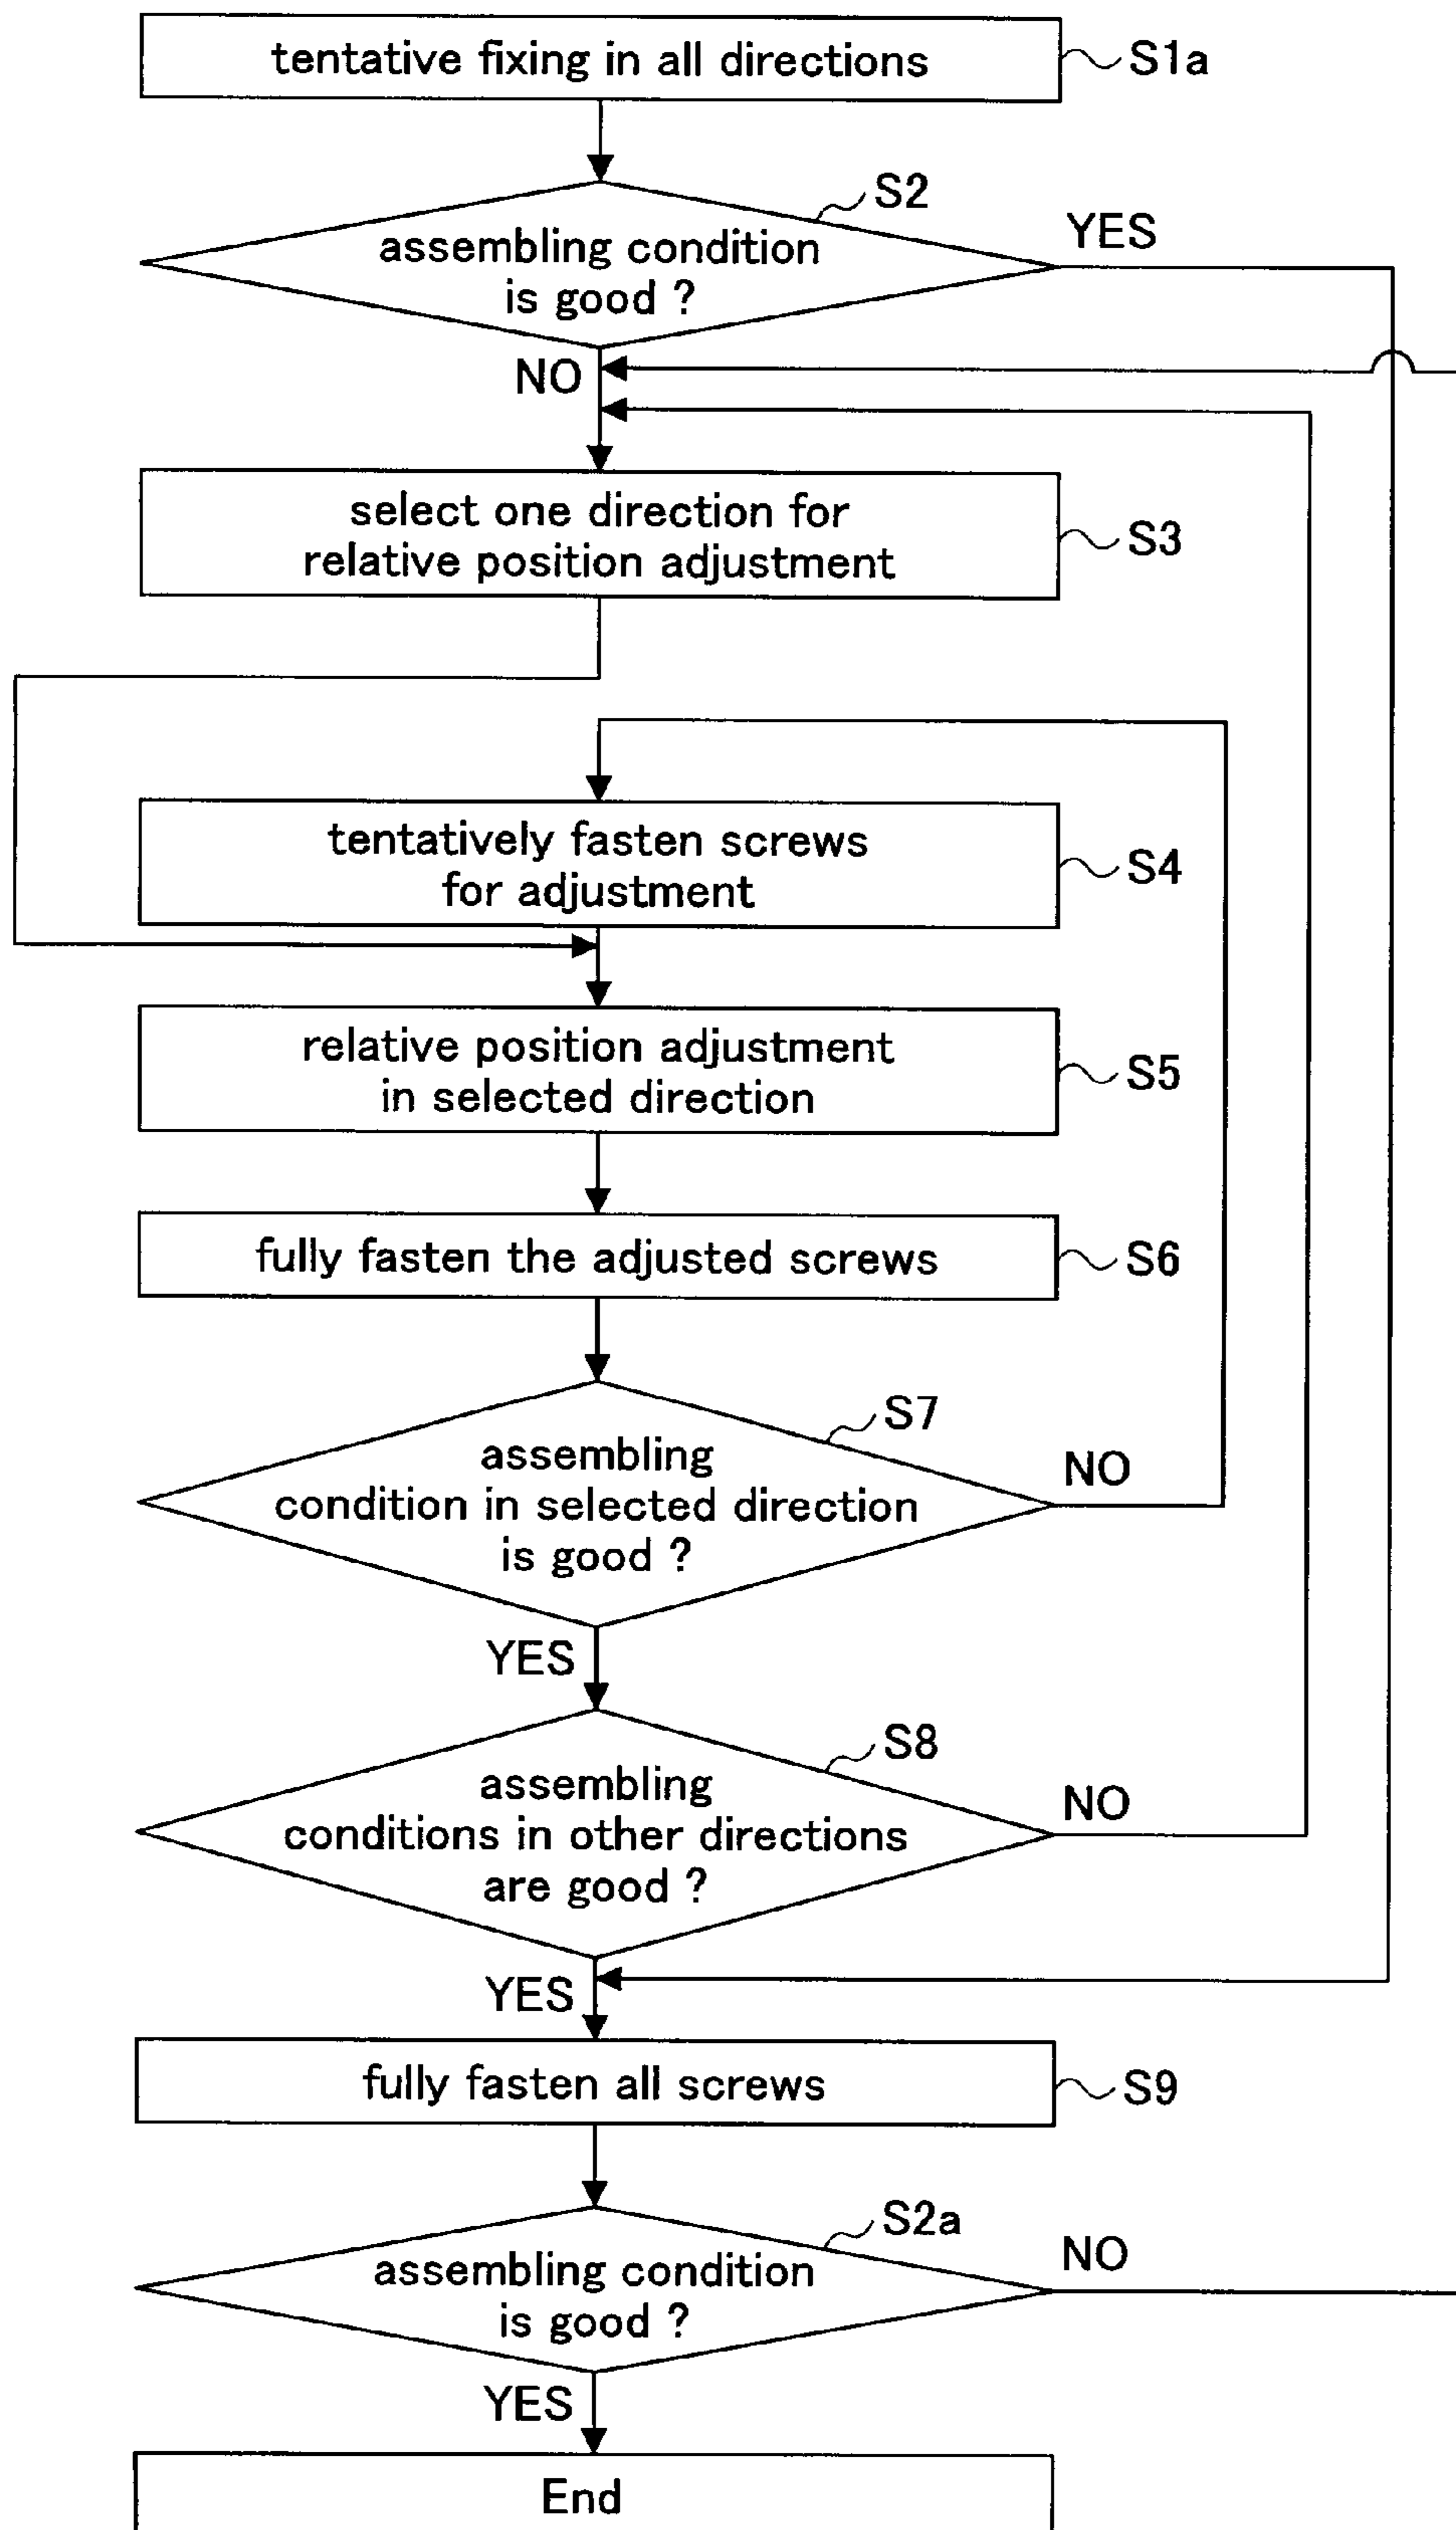 tentative fixing in all directions
S1a
S2
assembling condition
is good ?
YES
NO
select one direction for
relative position adjustment
S3
tentatively fasten screws
for adjustment
S4
relative position adjustment
in selected direction
S5
fully fasten the adjusted screws
S6
S7
assembling
condition in selected direction
is good ?
NO
YES
S8
assembling
conditions in other directions
are good ?
NO
YES
fully fasten all screws
S9
S2a
assembling condition
is good ?
NO
YES
End